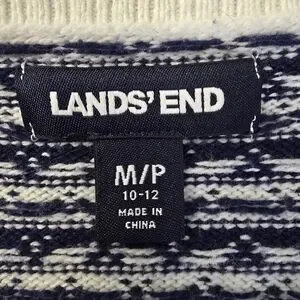 LANDS' END
M/P
10-12
MADE IN
CHINA